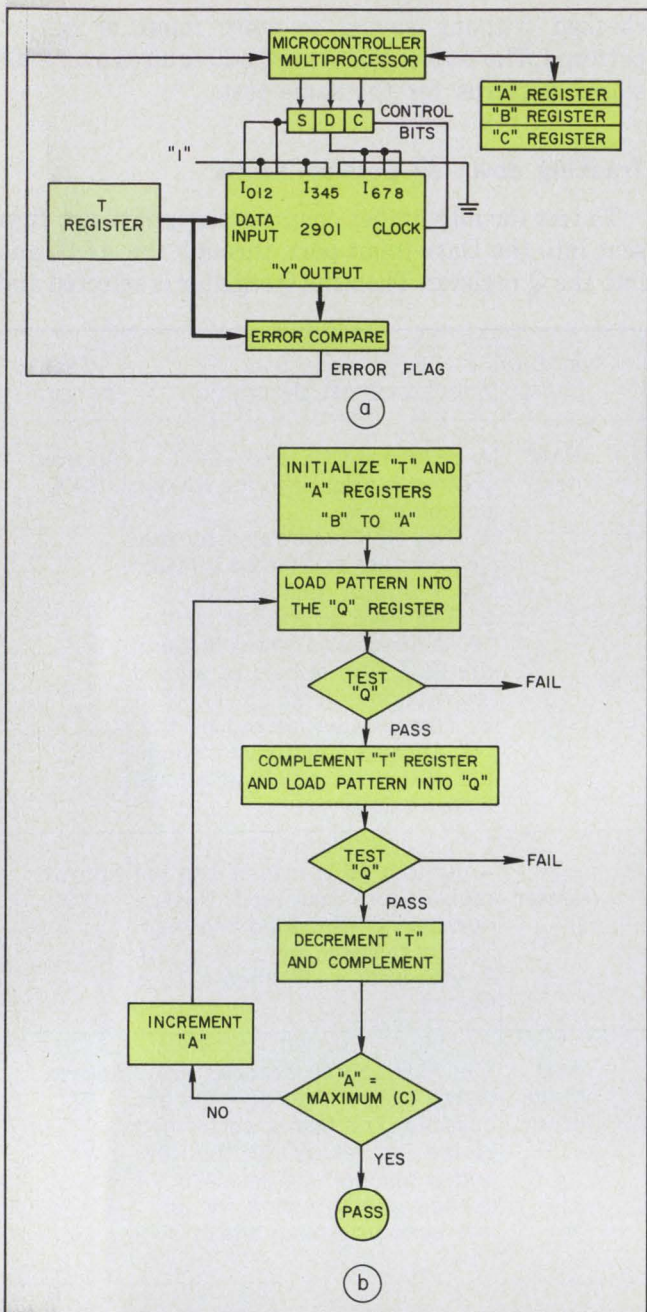 MICROCONTROLLER
MULTIPROCESSOR
"A" REGISTER
"B" REGISTER
"C" REGISTER
S D C
CONTROL
BITS
"I"
I012 I345 I678
T
REGISTER
DATA
INPUT
2901
CLOCK
"Y" OUTPUT
ERROR COMPARE
ERROR FLAG
a
INITIALIZE "T" AND
"A" REGISTERS
"B" TO "A"
LOAD PATTERN INTO
THE "Q" REGISTER
TEST
"Q"
FAIL
PASS
COMPLEMENT "T" REGISTER
AND LOAD PATTERN INTO "Q"
TEST
"Q"
FAIL
PASS
DECREMENT "T"
AND COMPLEMENT
INCREMENT
"A"
"A" =
MAXIMUM (C)
NO
YES
PASS
b